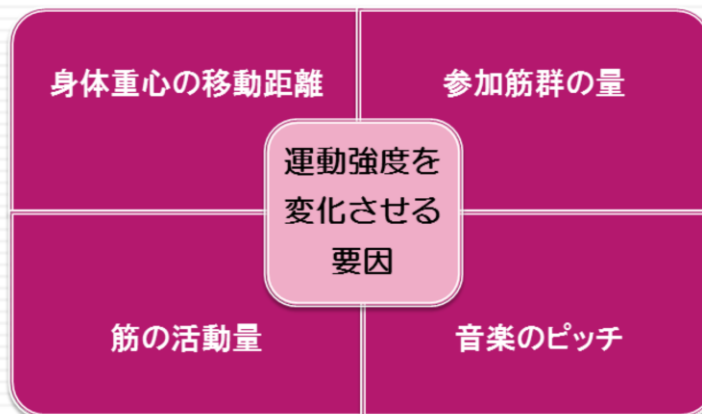 身体重心の移動距離
参加筋群の量
運動強度を
変化させる
要因
筋の活動量
音楽のピッチ